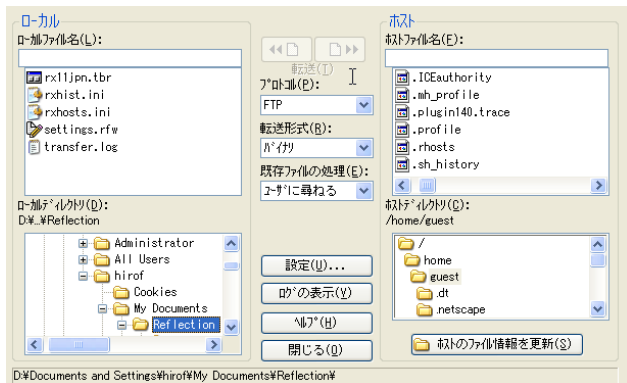 ローカル
ローカルファイル名(L):
rx11jpn.tbr
rxhist.ini
rxhosts.ini
settings.rfw
transfer.log
ローカルディレクトリ(D):
D:¥…¥Reflection
Administrator
All Users
hirof
Cookies
My Documents
Reflection
転送(T)
プロトコル(P):
FTP
転送形式(R):
バイナリ
既存ファイルの処理(E):
ユーザに尋ねる
設定(U)...
ログの表示(Y)
ヘルプ(H)
閉じる(O)
ホスト
ホストファイル名(F):
.ICEauthority
.mh_profile
.plugin140.trace
.profile
.rhosts
.sh_history
ホストディレクトリ(C):
/home/guest
/
home
guest
.dt
.netscape
ホストのファイル情報を更新(S)
D:¥Documents and Settings¥hirof¥My Documents¥Reflection¥